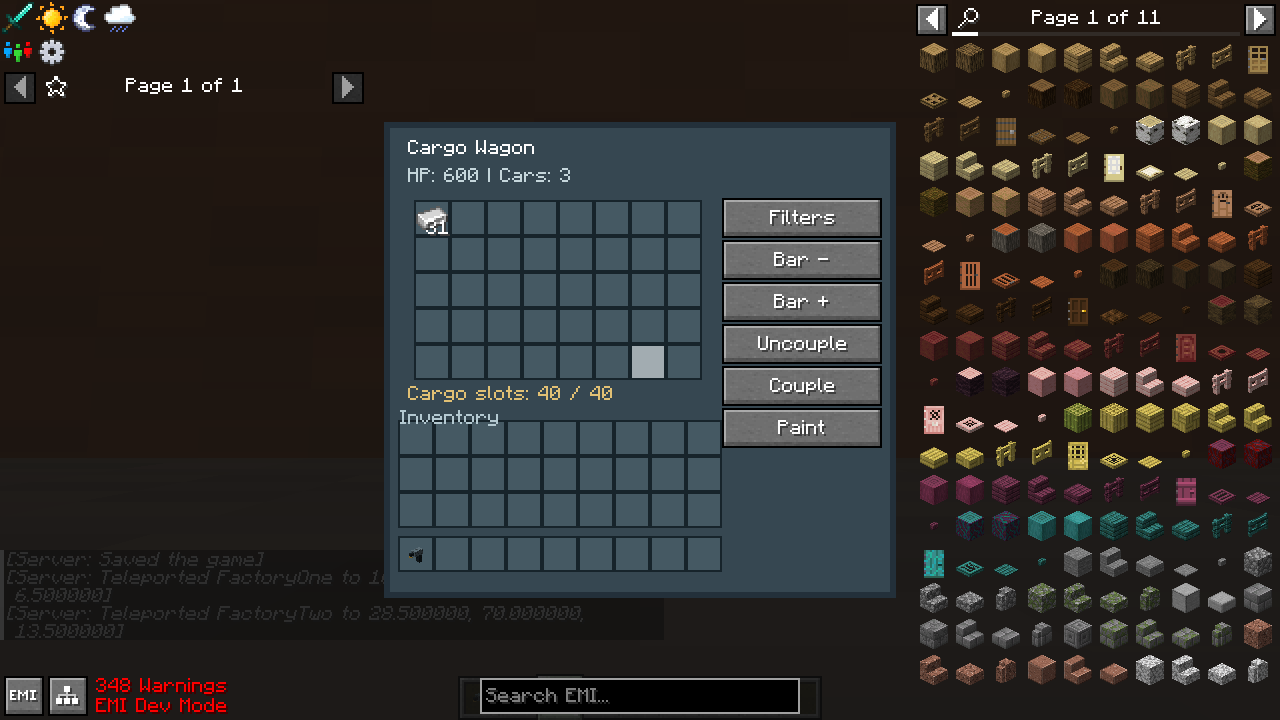 Page 1 of 11
Page 1 of 1
Cargo Wagon
HP: 600 | Cars: 3
31
Filters
Bar -
Bar +
Uncouple
Couple
Paint
Cargo slots: 40 / 40
Inventory
[Server: Saved the game]
[Server: Teleported FactoryOne to
6.500000]
[Server: Teleported FactoryTwo to 28.500000, 70.000000,
13.500000]
EMI
348 Warnings
EMI Dev Mode
Search EMI...